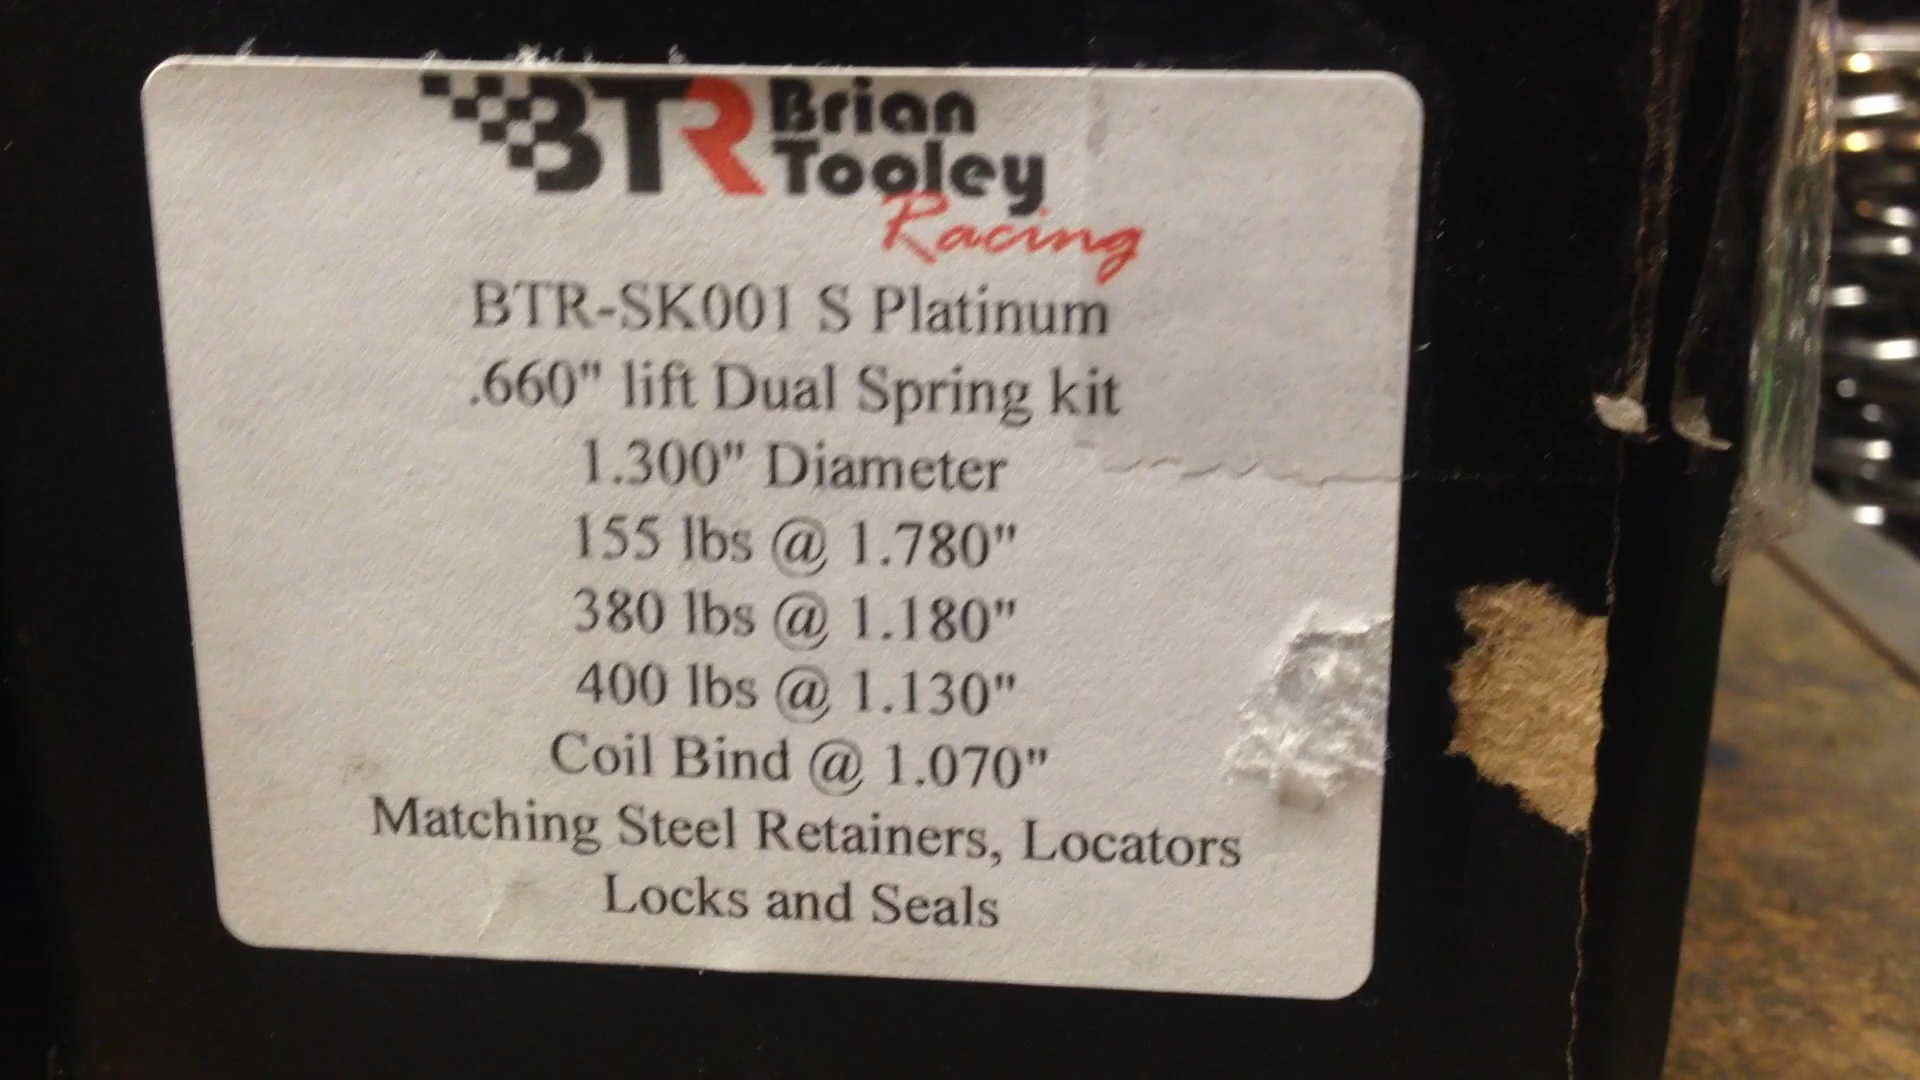 BTR Brian
Tooley
Racing
BTR-SK001 S Platinum
.660" lift Dual Spring kit
1.300" Diameter
155 lbs @ 1.780"
380 lbs @ 1.180"
400 lbs @ 1.130"
Coil Bind @ 1.070"
Matching Steel Retainers, Locators
Locks and Seals